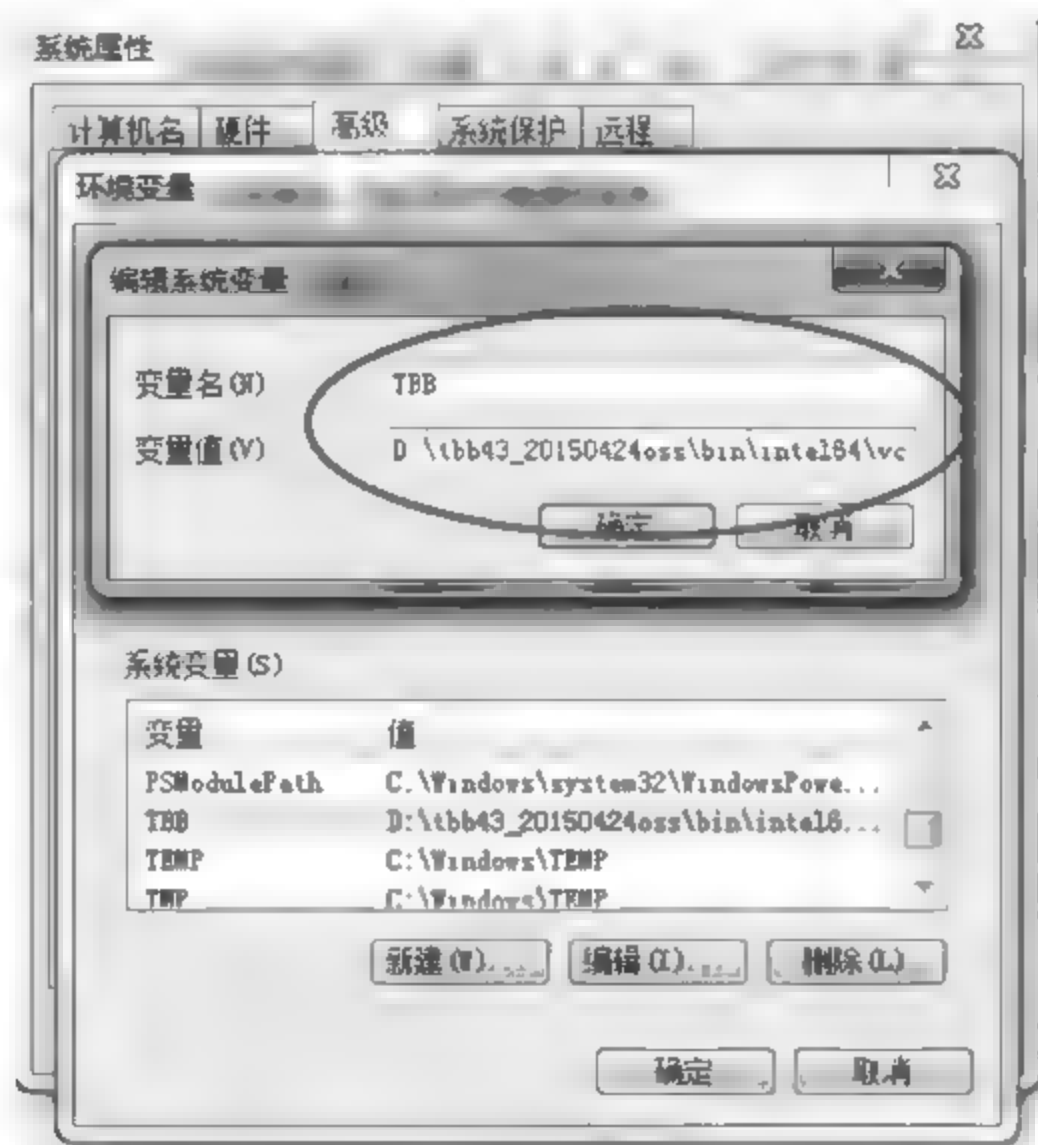 系统属性
计算机名 硬件 高级 系统保护 远程
环境变量
编辑系统变量
变量名(N) TBB
变量值(V) D \tbb43_20150424oss\bin\intel64\vc
确定 取消
系统变量(S)
变量 值
PSModulePath C:\Windows\system32\WindowsPowe...
TBB D:\tbb43_20150424oss\bin\intel6...
TEMP C:\Windows\TEMP
TMP C:\Windows\TEMP
新建(W)... 编辑(I)... 删除(L)
确定 取消